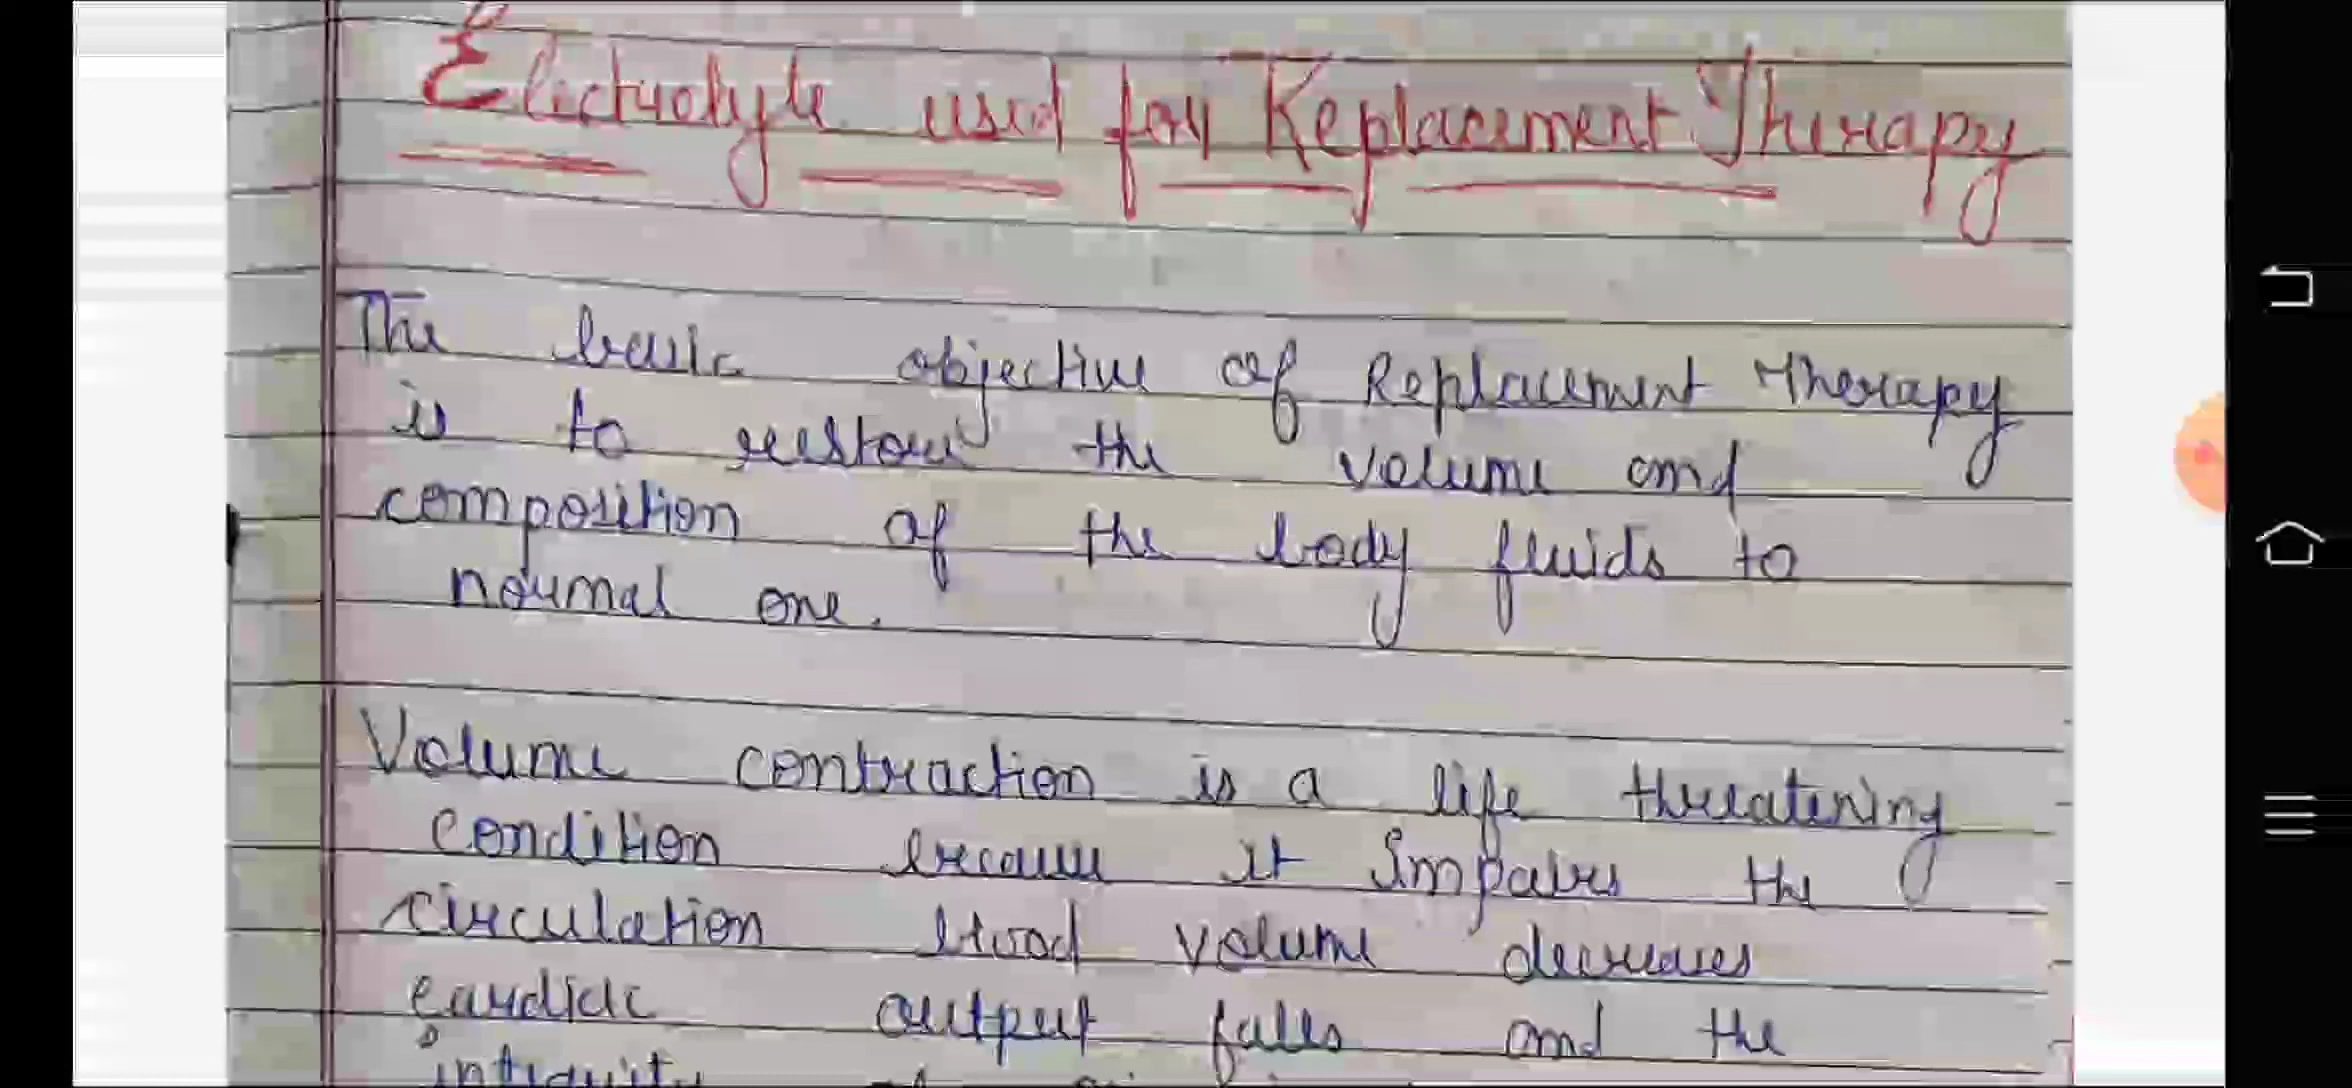 Electrolyte used for Replacement Therapy
The basic objective of Replacement therapy
is to restore the volume and
composition of the body fluids to
normal one.
Volume contraction is a life threatening
condition because it impairs the
circulation blood volume decreases
cardiac output falls and the